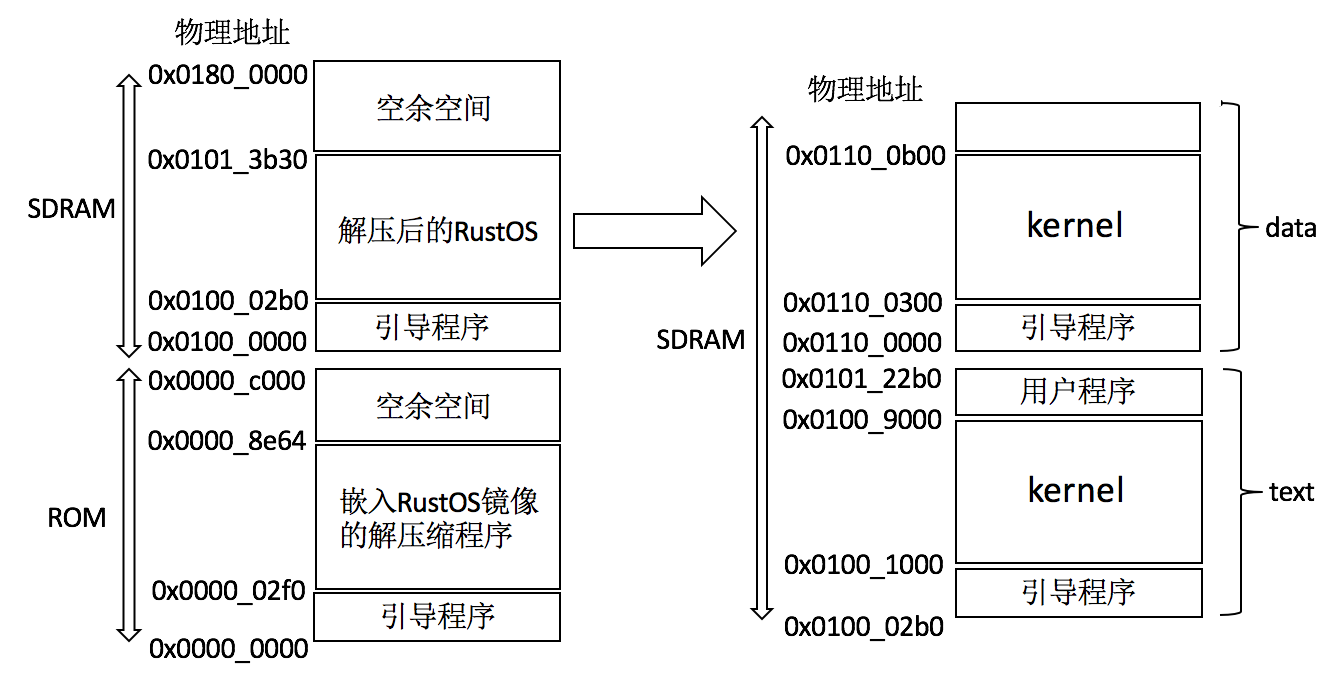 物理地址
0x0180_0000
空余空间
0x0101_3b30
SDRAM
解压后的RustOS
0x0100_02b0
引导程序
0x0100_0000
0x0000_c000
空余空间
0x0000_8e64
ROM
嵌入RustOS镜像
的解压缩程序
0x0000_02f0
引导程序
0x0000_0000
物理地址
0x0110_0b00
kernel
data
0x0110_0300
SDRAM
引导程序
0x0110_0000
0x0101_22b0
用户程序
0x0100_9000
kernel
text
0x0100_1000
引导程序
0x0100_02b0